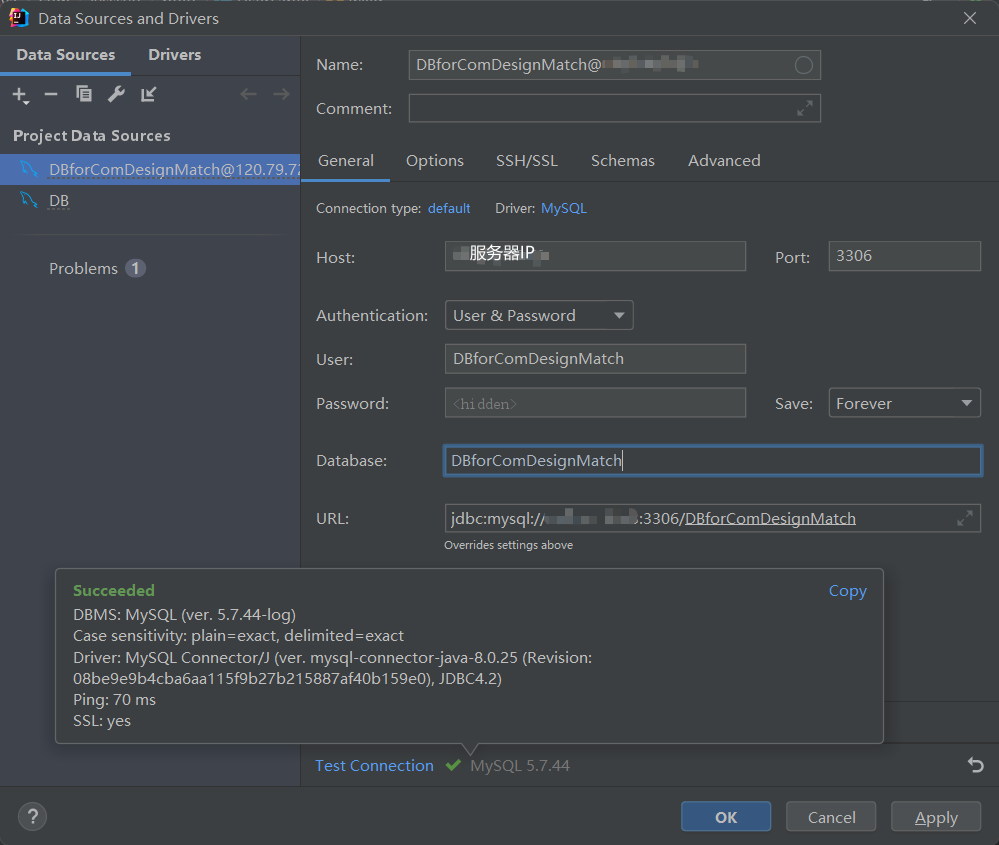 Data Sources and Drivers
Data Sources Drivers
Name: DBforComDesignMatch@
Comment:
Project Data Sources
DBforComDesignMatch@120.79.72
DB
Problems 1
General Options SSH/SSL Schemas Advanced
Connection type: default Driver: MySQL
Host: 服务器IP Port: 3306
Authentication: User & Password
User: DBforComDesignMatch
Password: <hidden> Save: Forever
Database: DBforComDesignMatch
URL: jdbc:mysql:// :3306/DBforComDesignMatch
Overrides settings above
Succeeded Copy
DBMS: MySQL (ver. 5.7.44-log)
Case sensitivity: plain=exact, delimited=exact
Driver: MySQL Connector/J (ver. mysql-connector-java-8.0.25 (Revision:
08be9e9b4cba6aa115f9b27b215887af40b159e0), JDBC4.2)
Ping: 70 ms
SSL: yes
Test Connection MySQL 5.7.44
? OK Cancel Apply